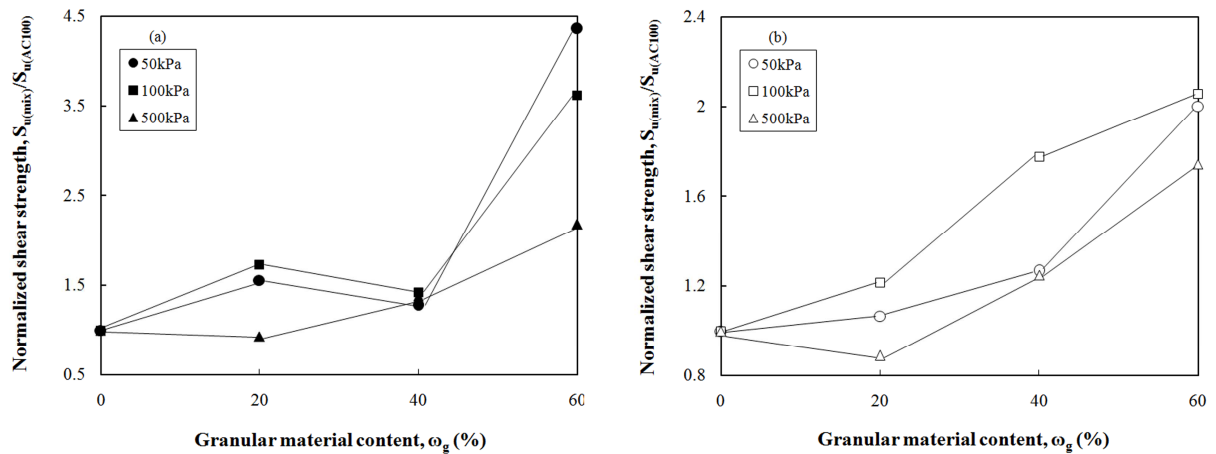 Normalized shear strength, Su(mix)/Su(AC100)
4.5
3.5
2.5
1.5
0.5
(a)
50kPa
100kPa
500kPa
0
20
40
60
Granular material content, ωg (%)
Normalized shear strength, Su(mix)/Su(AC100)
2.4
2
1.6
1.2
0.8
(b)
50kPa
100kPa
500kPa
0
20
40
60
Granular material content, ωg (%)